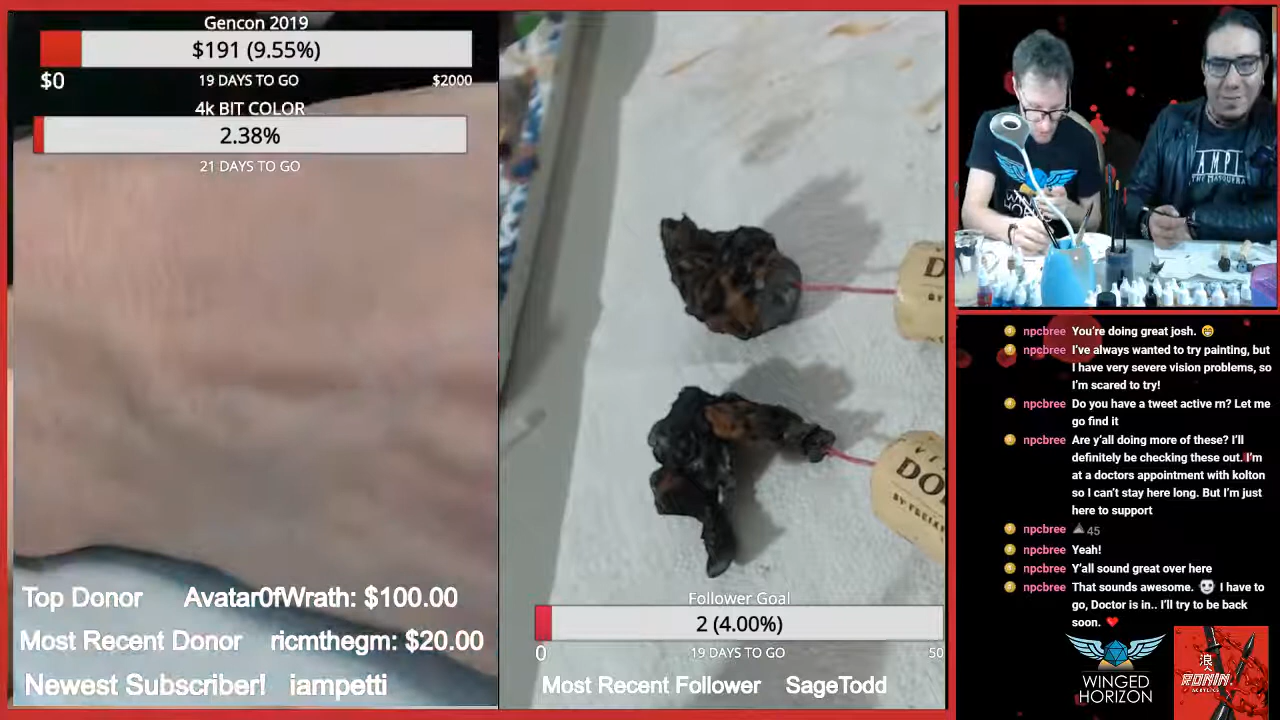 Gencon 2019
$191 (9.55%)
$0 19 DAYS TO GO $2000
4k BIT COLOR
2.38%
21 DAYS TO GO
Top Donor AvatarOfWrath: $100.00
Most Recent Donor ricmthegm: $20.00
Newest Subscriber! iampetti
Follower Goal
2 (4.00%)
0 19 DAYS TO GO 50
Most Recent Follower SageTodd
WINGED
AMPI
THE MASQUERA
npcbree You're doing great josh. 😁
npcbree I've always wanted to try painting, but
I have very severe vision problems, so
I'm scared to try!
npcbree Do you have a tweet active rn? Let me
go find it
npcbree Are y'all doing more of these? I'll
definitely be checking these out. I'm
at a doctors appointment with kolton
so I can't stay here long. But I'm just
here to support
npcbree 45
npcbree Yeah!
npcbree Y'all sound great over here
npcbree That sounds awesome. I have to
go, Doctor is in.. I'll try to be back
soon. ❤️
WINGED
HORIZON
浪人
RONIN